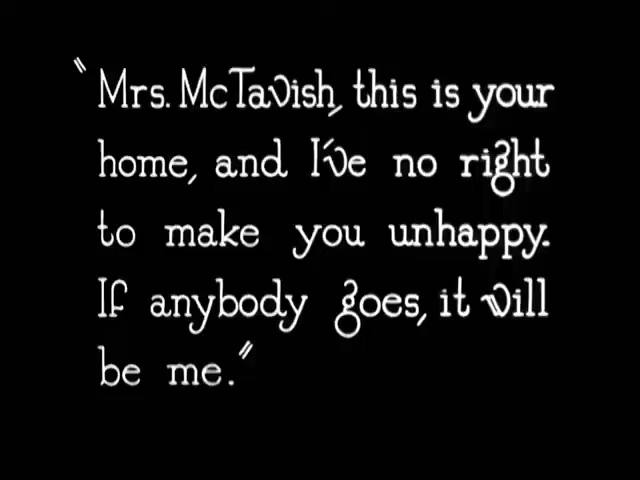 "Mrs. McTavish, this is your
home, and I've no right
to make you unhappy.
If anybody goes, it will
be me."